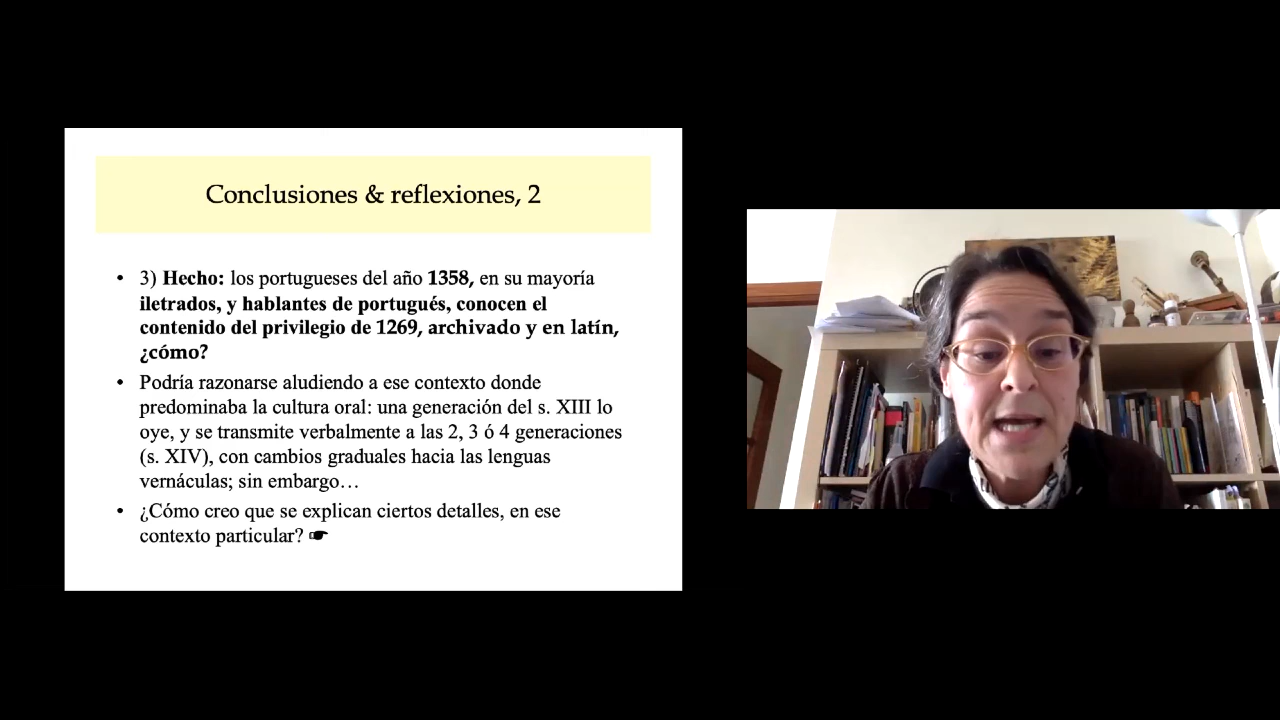 Conclusiones & reflexiones, 2
• 3) Hecho: los portugueses del año 1358, en su mayoría
iletrados, y hablantes de portugués, conocen el
contenido del privilegio de 1269, archivado y en latín,
¿cómo?
• Podría razonarse aludiendo a ese contexto donde
predominaba la cultura oral: una generación del s. XIII lo
oye, y se transmite verbalmente a las 2, 3 ó 4 generaciones
(s. XIV), con cambios graduales hacia las lenguas
vernáculas; sin embargo…
• ¿Cómo creo que se explican ciertos detalles, en ese
contexto particular? ☛